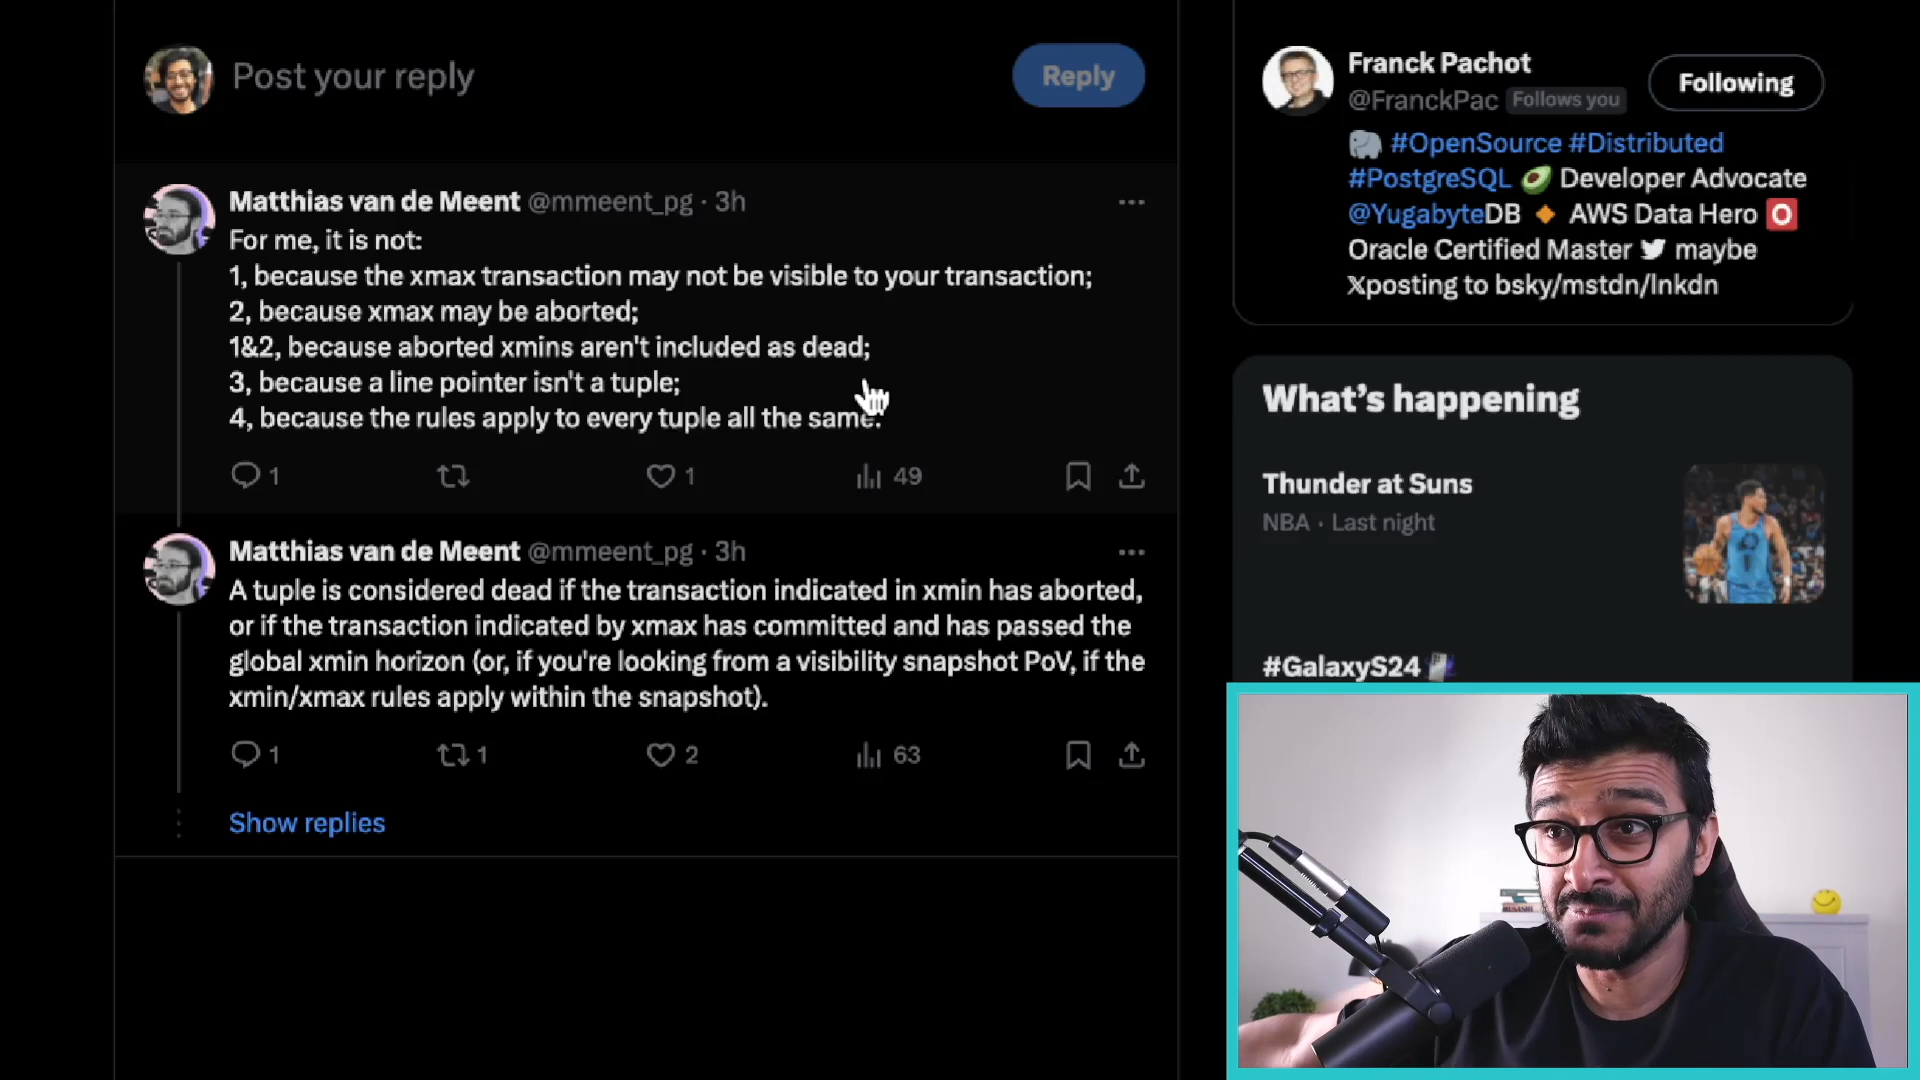 Post your reply
Reply
Matthias van de Meent @mmeent_pg · 3h
For me, it is not:
1, because the xmax transaction may not be visible to your transaction;
2, because xmax may be aborted;
1&2, because aborted xmins aren't included as dead;
3, because a line pointer isn't a tuple;
4, because the rules apply to every tuple all the same.
1
1
49
Matthias van de Meent @mmeent_pg · 3h
A tuple is considered dead if the transaction indicated in xmin has aborted,
or if the transaction indicated by xmax has committed and has passed the
global xmin horizon (or, if you're looking from a visibility snapshot PoV, if the
xmin/xmax rules apply within the snapshot).
1
1
2
63
Show replies
Franck Pachot
@FranckPac Follows you
Following
#OpenSource #Distributed
#PostgreSQL 🥑 Developer Advocate
@YugabyteDB 🔸 AWS Data Hero 🅾
Oracle Certified Master maybe
𝕏posting to bsky/mstdn/lnkdn
What's happening
Thunder at Suns
NBA · Last night
#GalaxyS24